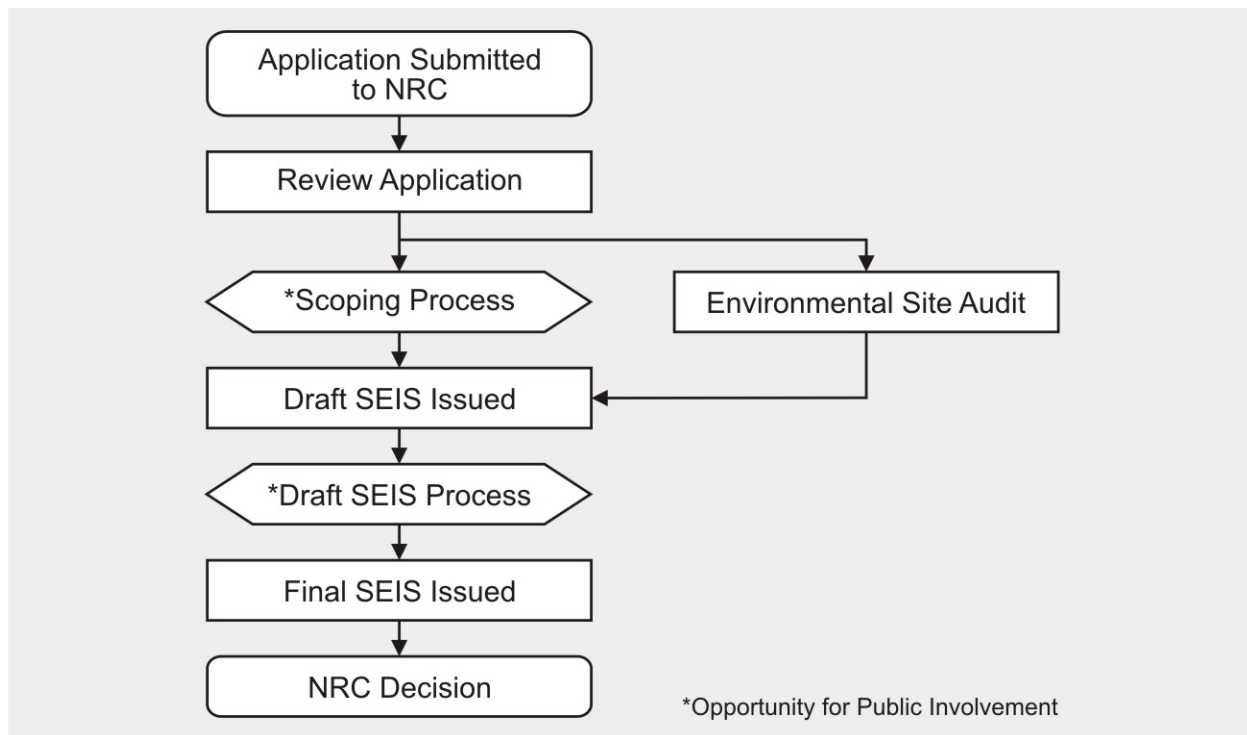 Application Submitted
to NRC
Review Application
*Scoping Process
Environmental Site Audit
Draft SEIS Issued
*Draft SEIS Process
Final SEIS Issued
NRC Decision
*Opportunity for Public Involvement